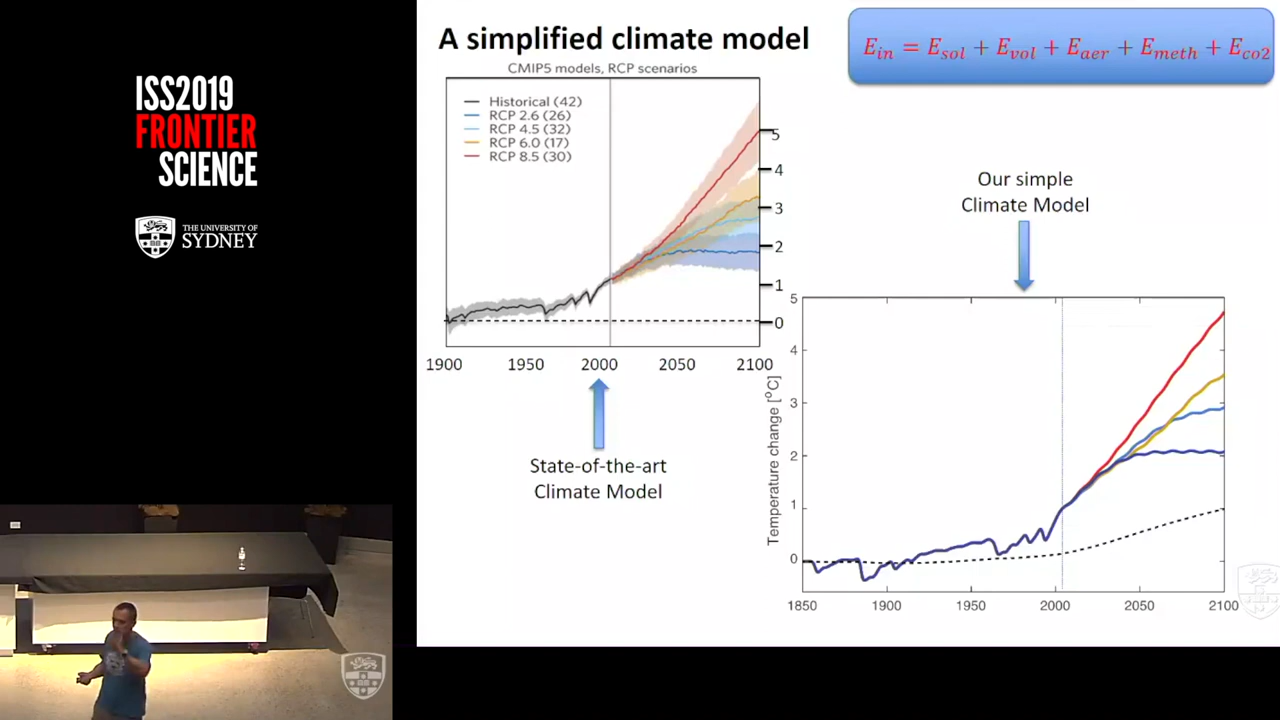 ISS2019
FRONTIER
SCIENCE
THE UNIVERSITY OF
SYDNEY
A simplified climate model
E_in = E_sol + E_vol + E_aer + E_meth + E_co2
CMIP5 models, RCP scenarios
Historical (42)
RCP 2.6 (26)
RCP 4.5 (32)
RCP 6.0 (17)
RCP 8.5 (30)
5
4
3
2
1
0
1900 1950 2000 2050 2100
State-of-the-art
Climate Model
Our simple
Climate Model
5
4
3
2
1
0
Temperature change [°C]
1850 1900 1950 2000 2050 2100